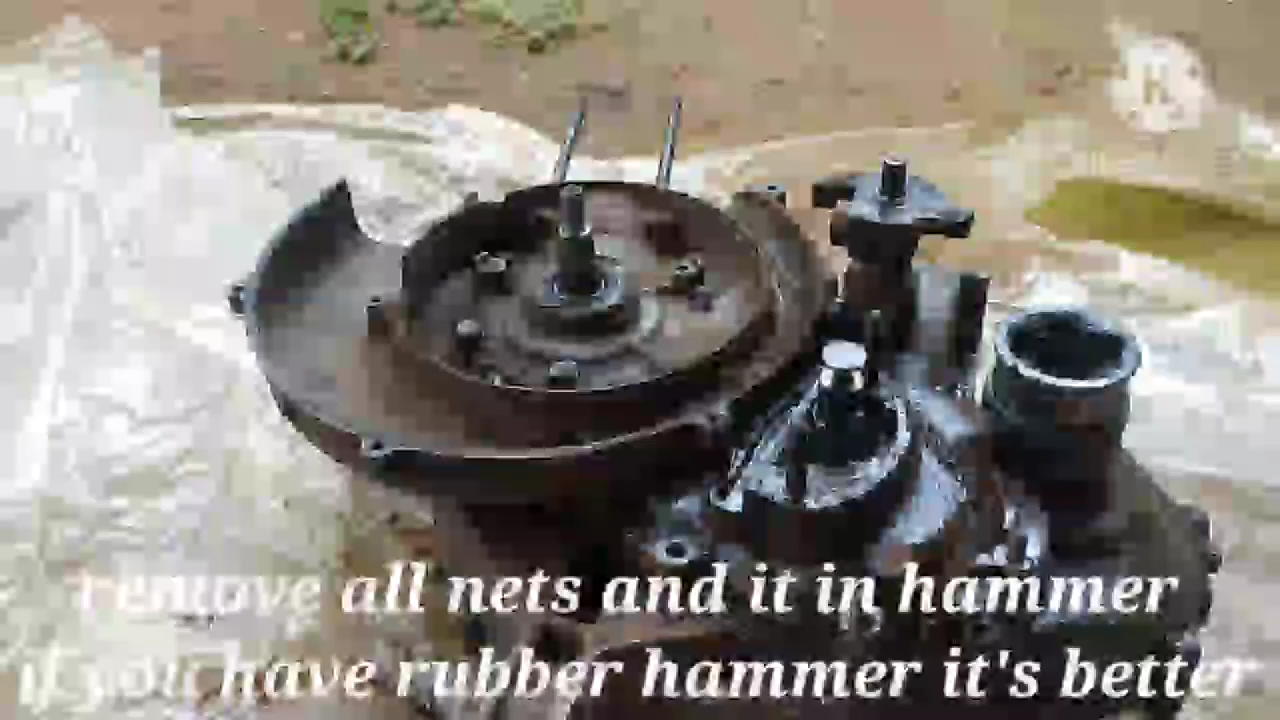 remove all nets and it in hammer
if you have rubber hammer it's better